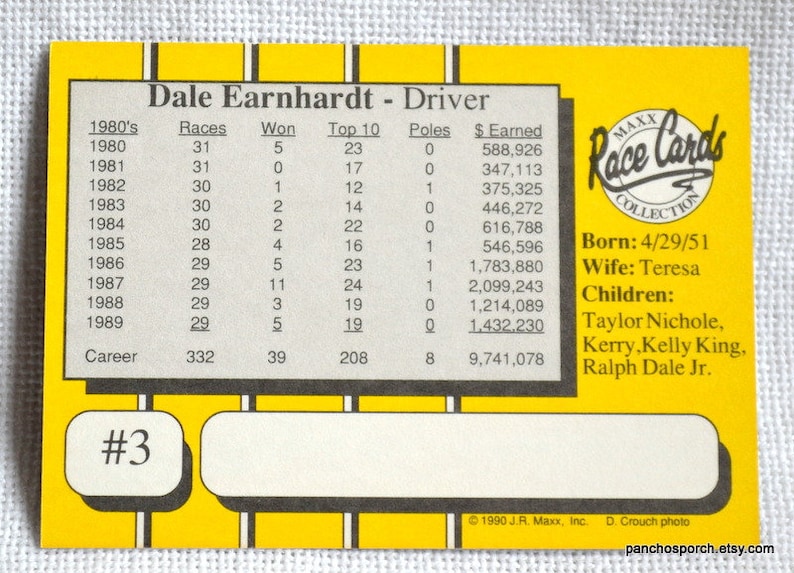 Dale Earnhardt - Driver
1980's Races Won Top 10 Poles $ Earned
1980 31 5 23 0 588,926
1981 31 0 17 0 347,113
1982 30 1 12 1 375,325
1983 30 2 14 0 446,272
1984 30 2 22 0 616,788
1985 28 4 16 1 546,596
1986 29 5 23 1 1,783,880
1987 29 11 24 1 2,099,243
1988 29 3 19 0 1,214,089
1989 29 5 19 0 1,432,230
Career 332 39 208 8 9,741,078
MAXX
Race Cards
COLLECTION
Born: 4/29/51
Wife: Teresa
Children:
Taylor Nichole,
Kerry,Kelly King,
Ralph Dale Jr.
#3
© 1990 J.R. Maxx, Inc. D. Crouch photo
panchosporch.etsy.com